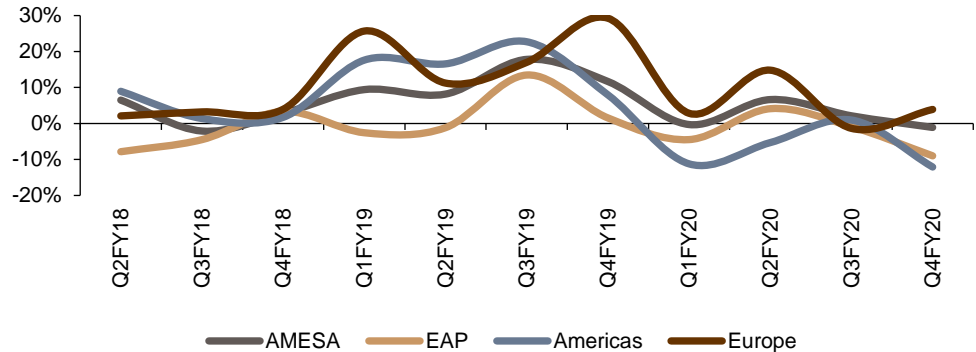 30%
20%
10%
0%
-10%
-20%
Q2FY18
Q3FY18
Q4FY18
Q1FY19
Q2FY19
Q3FY19
Q4FY19
Q1FY20
Q2FY20
Q3FY20
Q4FY20
AMESA EAP Americas Europe